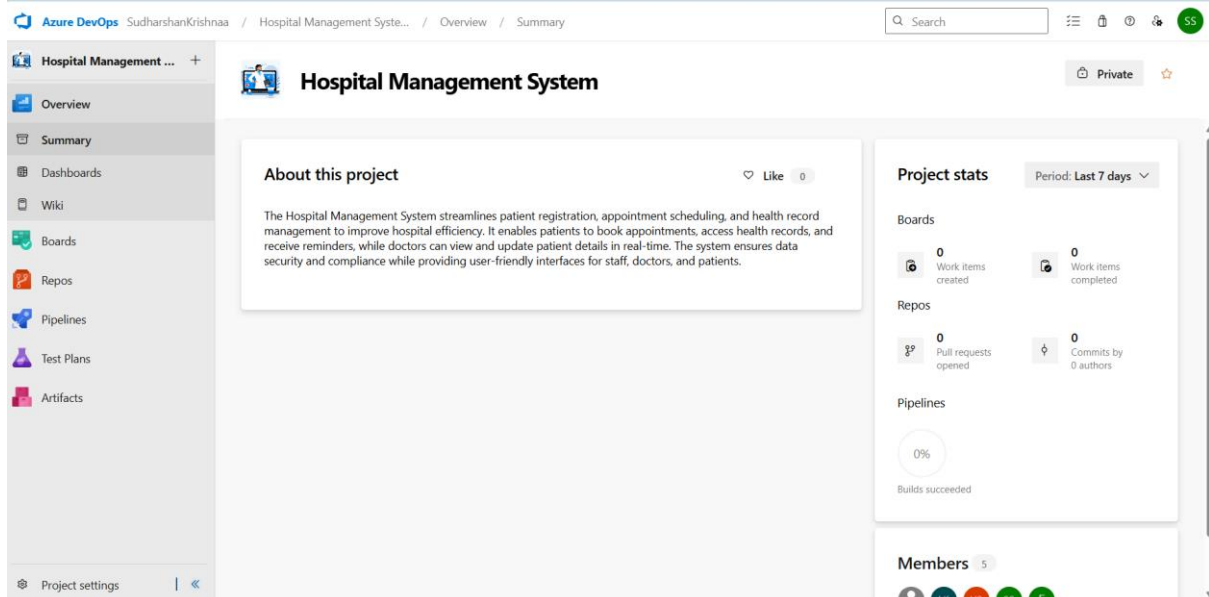 Azure DevOps SudharshanKrishnaa / Hospital Management Syste... / Overview / Summary
Search
SS
Hospital Management ... +
Hospital Management System
Private
Overview
Summary
Dashboards
Wiki
Boards
Repos
Pipelines
Test Plans
Artifacts
Project settings
About this project
Like 0
The Hospital Management System streamlines patient registration, appointment scheduling, and health record
management to improve hospital efficiency. It enables patients to book appointments, access health records, and
receive reminders, while doctors can view and update patient details in real-time. The system ensures data
security and compliance while providing user-friendly interfaces for staff, doctors, and patients.
Project stats
Period: Last 7 days
Boards
0
Work items
created
0
Work items
completed
Repos
0
Pull requests
opened
0
Commits by
0 authors
Pipelines
0%
Builds succeeded
Members 5